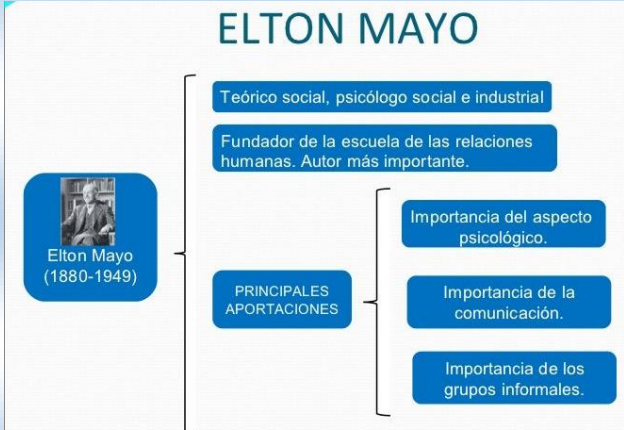 ELTON MAYO
Elton Mayo
(1880-1949)
Teórico social, psicólogo social e industrial
Fundador de la escuela de las relaciones
humanas. Autor más importante.
PRINCIPALES
APORTACIONES
Importancia del aspecto
psicológico.
Importancia de la
comunicación.
Importancia de los
grupos informales.